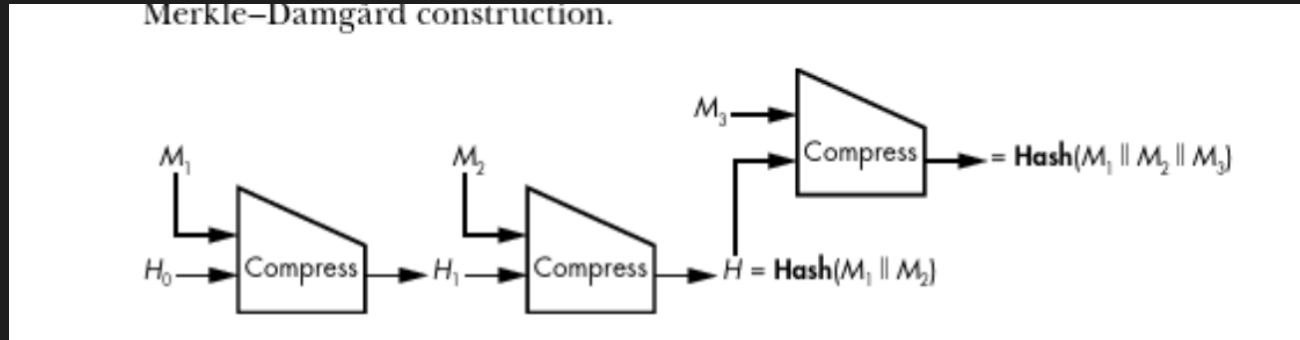 Merkle–Damgård construction.
M₃
Compress
= Hash(M₁ || M₂ || M₃)
M₁
M₂
H₀
Compress
H₁
Compress
H = Hash(M₁ || M₂)